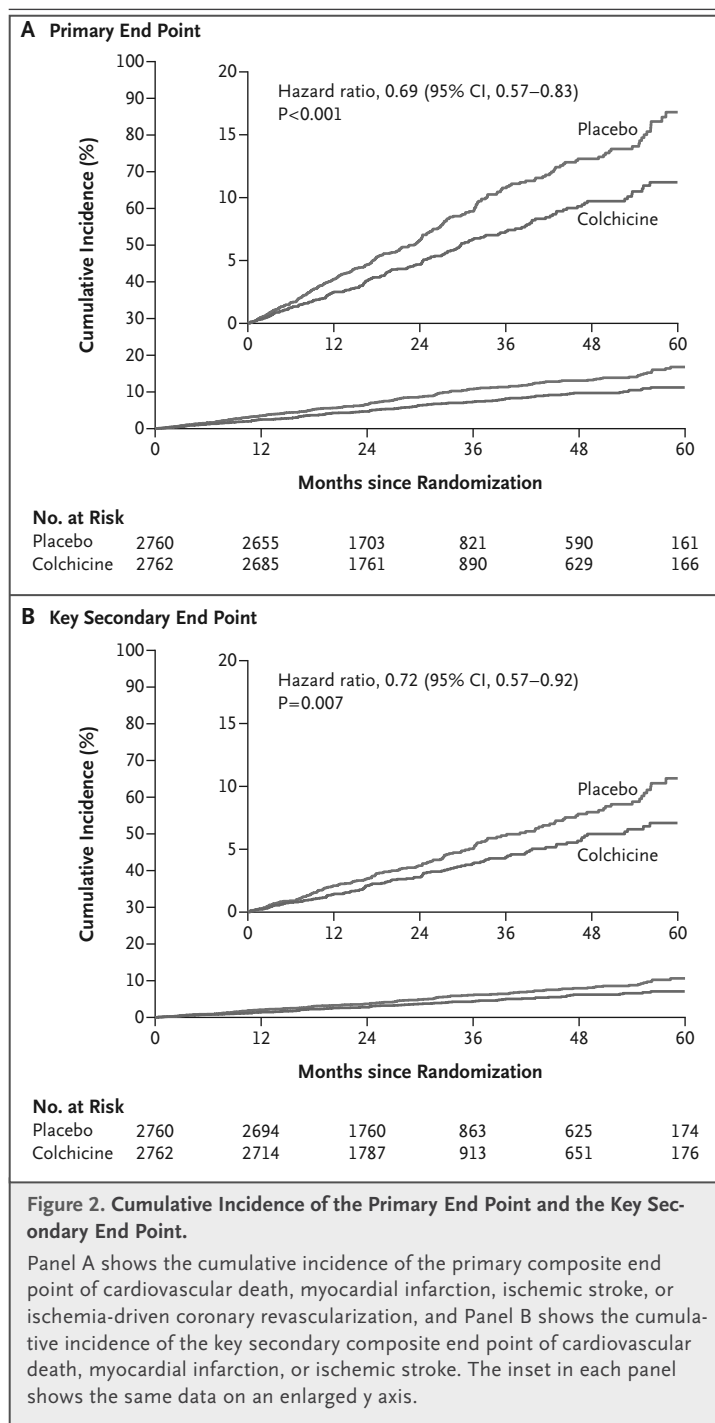 A Primary End Point
Cumulative Incidence (%)
100
90
80
70
60
50
40
30
20
10
0
0 12 24 36 48 60
Months since Randomization
20
15
10
5
0
0 12 24 36 48 60
Hazard ratio, 0.69 (95% CI, 0.57–0.83)
P<0.001
Placebo
Colchicine
No. at Risk
Placebo 2760 2655 1703 821 590 161
Colchicine 2762 2685 1761 890 629 166
B Key Secondary End Point
Cumulative Incidence (%)
100
90
80
70
60
50
40
30
20
10
0
0 12 24 36 48 60
Months since Randomization
20
15
10
5
0
0 12 24 36 48 60
Hazard ratio, 0.72 (95% CI, 0.57–0.92)
P=0.007
Placebo
Colchicine
No. at Risk
Placebo 2760 2694 1760 863 625 174
Colchicine 2762 2714 1787 913 651 176
Figure 2. Cumulative Incidence of the Primary End Point and the Key Sec-
ondary End Point.
Panel A shows the cumulative incidence of the primary composite end
point of cardiovascular death, myocardial infarction, ischemic stroke, or
ischemia-driven coronary revascularization, and Panel B shows the cumula-
tive incidence of the key secondary composite end point of cardiovascular
death, myocardial infarction, or ischemic stroke. The inset in each panel
shows the same data on an enlarged y axis.